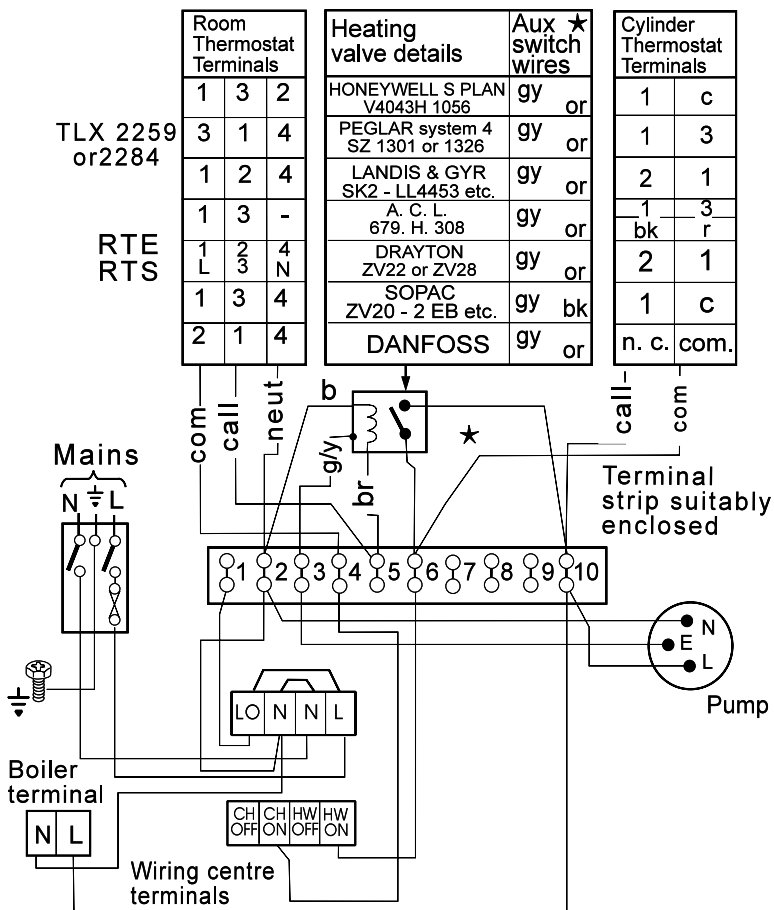 Room
Thermostat
Terminals
Heating
valve details
Aux ★
switch
wires
Cylinder
Thermostat
Terminals
1 3 2
HONEYWELL S PLAN
V4043H 1056
gy or
1 c
TLX 2259
or2284
3 1 4
PEGLAR system 4
SZ 1301 or 1326
gy or
1 3
1 2 4
LANDIS & GYR
SK2 - LL4453 etc.
gy or
2 1
1 3 -
A. C. L.
679. H. 308
gy or
1 3
bk r
RTE
RTS
1 2 4
L 3 N
DRAYTON
ZV22 or ZV28
gy or
2 1
1 3 4
SOPAC
ZV20 - 2 EB etc.
gy bk
1 c
2 1 4
DANFOSS
gy or
n. c. com.
com
call
neut
b
g/y
br
★
call
com
Mains
N L
Terminal
strip suitably
enclosed
1 2 3 4 5 6 7 8 9 10
N
E
L
Pump
LO N N L
Boiler
terminal
N L
CH CH HW HW
OFF ON OFF ON
Wiring centre
terminals